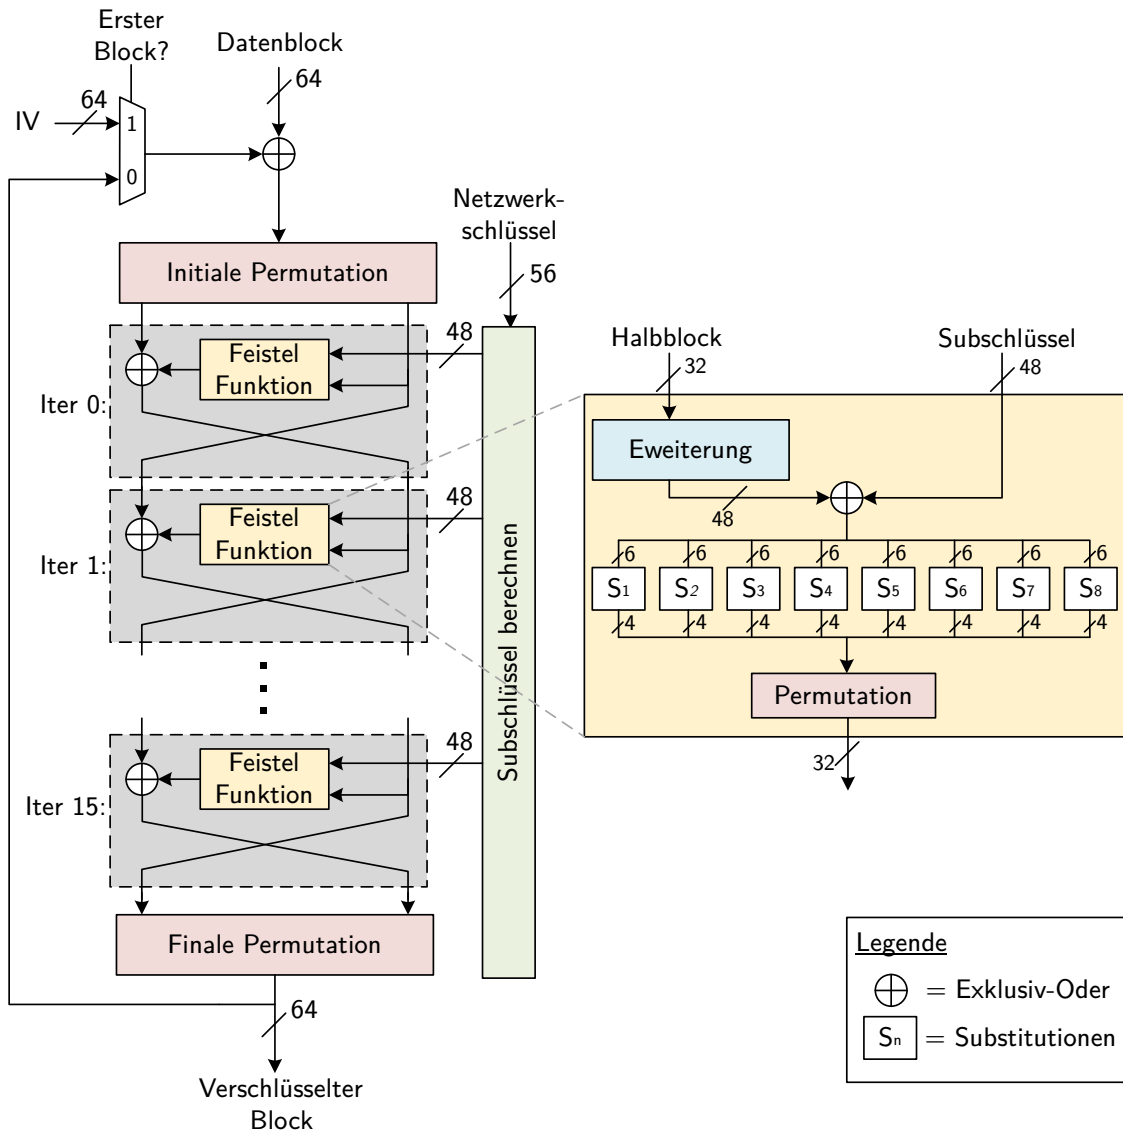 Erster
Block?
Datenblock
64
64
IV
1
0
Netzwerk-
schlüssel
56
Initiale Permutation
48
Feistel
Funktion
Iter 0:
48
Feistel
Funktion
Iter 1:
Subschlüssel berechnen
48
Feistel
Funktion
Iter 15:
Finale Permutation
64
Verschlüsselter
Block
Halbblock
Subschlüssel
32
48
Eweiterung
48
6 6 6 6 6 6 6 6
S1 S2 S3 S4 S5 S6 S7 S8
4 4 4 4 4 4 4 4
Permutation
32
Legende
= Exklusiv-Oder
Sn = Substitutionen